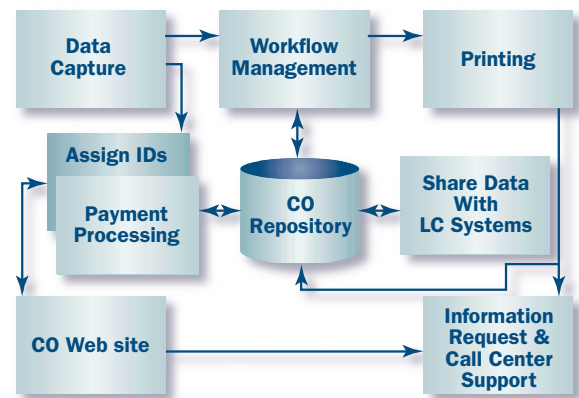 Data
Capture
Workflow
Management
Printing
Assign IDs
Payment
Processing
CO
Repository
Share Data
With
LC Systems
CO Web site
Information
Request &
Call Center
Support